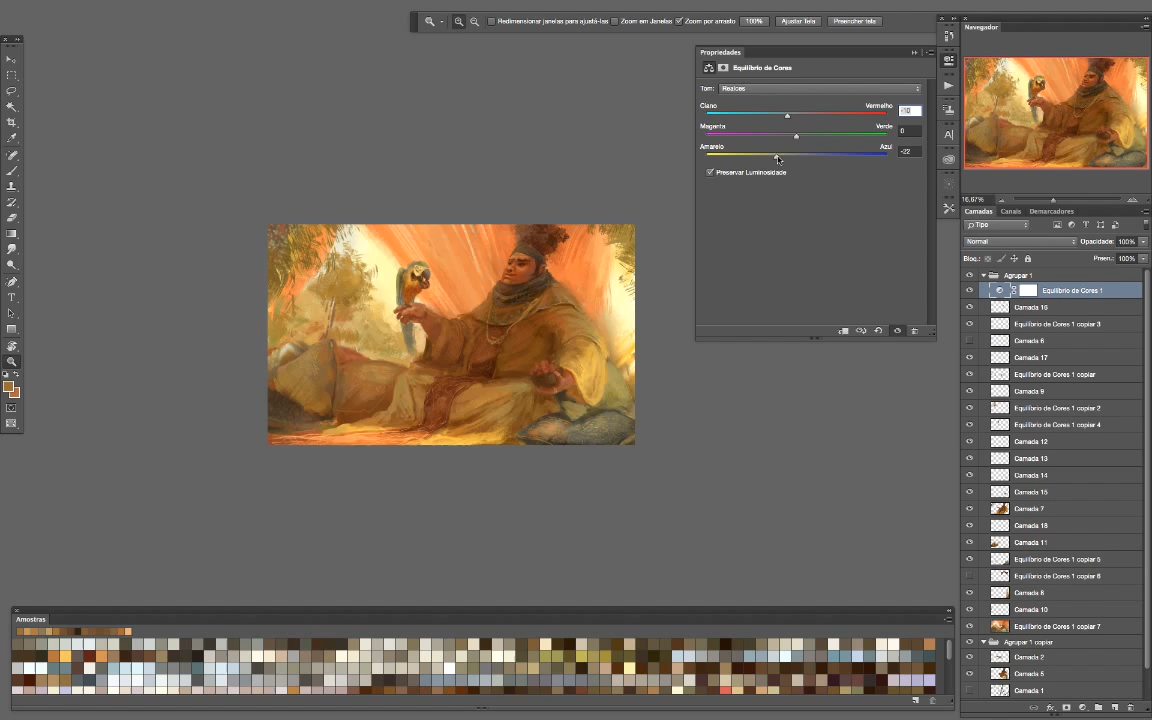 Redimensionar janelas para ajustá-las Zoom em Janelas Zoom por arrasto 100% Ajustar Tela Preencher tela
Propriedades
Equilíbrio de Cores
Tom: Realces
Ciano Vermelho -10
Magenta Verde 0
Amarelo Azul -22
Preservar Luminosidade
Navegador
16,67%
Camadas Canais Demarcadores
Tipo
Normal Opacidade: 100%
Bloq.: Preen.: 100%
Agrupar 1
Equilíbrio de Cores 1
Camada 16
Equilíbrio de Cores 1 copiar 3
Camada 6
Camada 17
Equilíbrio de Cores 1 copiar
Camada 9
Equilíbrio de Cores 1 copiar 2
Equilíbrio de Cores 1 copiar 4
Camada 12
Camada 13
Camada 14
Camada 15
Camada 7
Camada 18
Camada 11
Equilíbrio de Cores 1 copiar 5
Equilíbrio de Cores 1 copiar 6
Camada 8
Camada 10
Equilíbrio de Cores 1 copiar 7
Agrupar 1 copiar
Camada 2
Camada 5
Camada 1
Amostras